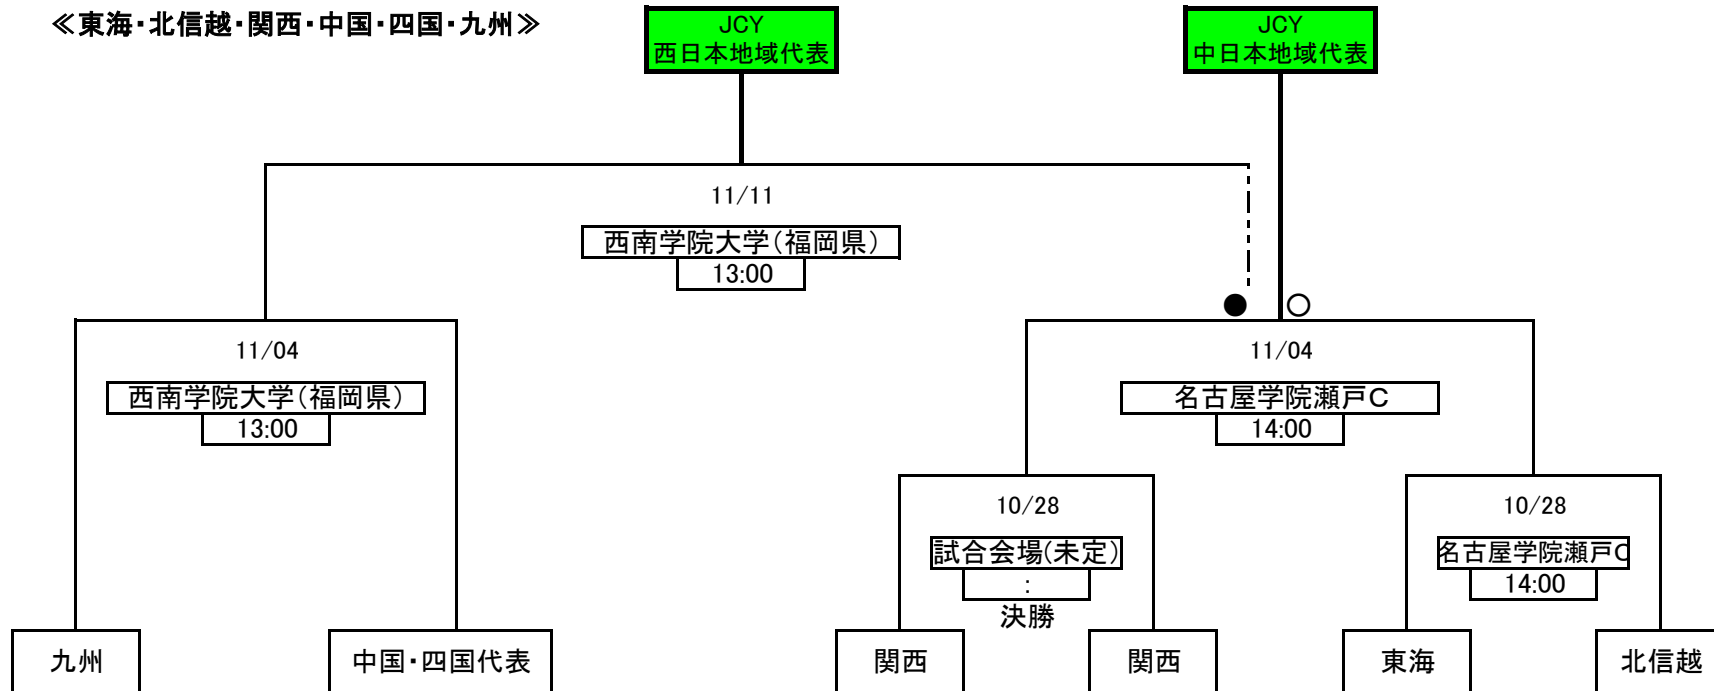 ≪東海・北信越・関西・中国・四国・九州≫
JCY
西日本地域代表
JCY
中日本地域代表
11/11
西南学院大学（福岡県）
13:00
●
○
11/04
西南学院大学（福岡県）
13:00
11/04
名古屋学院瀬戸C
14:00
10/28
試合会場(未定)
:
決勝
10/28
名古屋学院瀬戸C
14:00
九州
中国・四国代表
関西
関西
東海
北信越